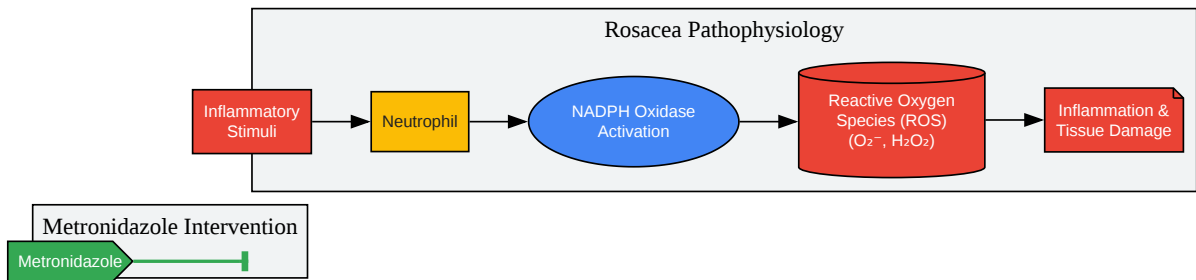 Rosacea Pathophysiology
Inflammatory
Stimuli
Neutrophil
NADPH Oxidase
Activation
Reactive Oxygen
Species (ROS)
(O₂⁻, H₂O₂)
Inflammation &
Tissue Damage
Metronidazole Intervention
Metronidazole